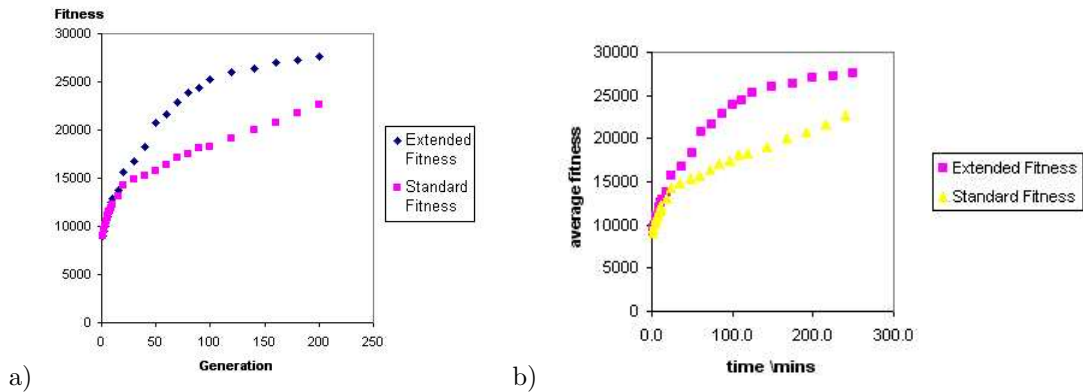 Fitness
30000
25000
20000
15000
10000
5000
0
0 50 100 150 200 250
Generation
Extended
Fitness
Standard
Fitness
a)
average fitness
30000
25000
20000
15000
10000
5000
0
0.0 100.0 200.0 300.0
time \mins
Extended Fitness
Standard Fitness
b)